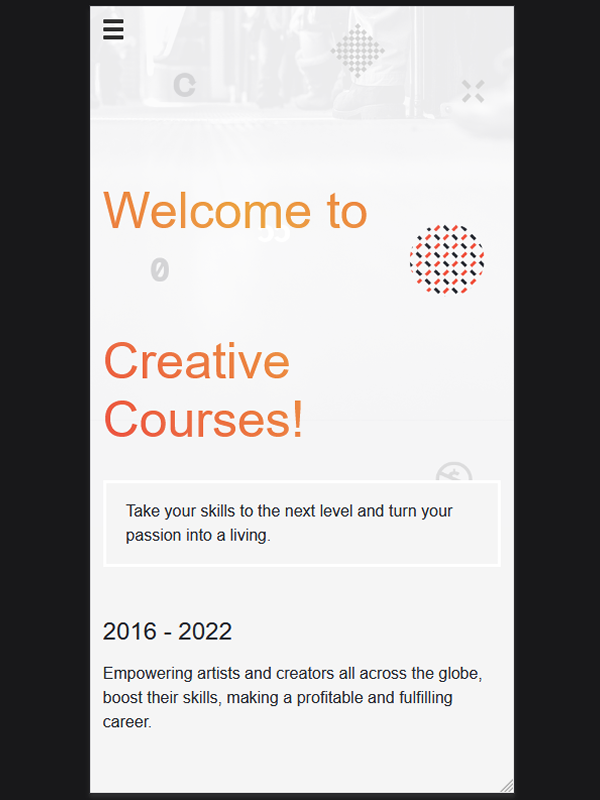 C
Welcome to
0
Creative
Courses!
Take your skills to the next level and turn your
passion into a living.
2016 - 2022
Empowering artists and creators all across the globe,
boost their skills, making a profitable and fulfilling
career.